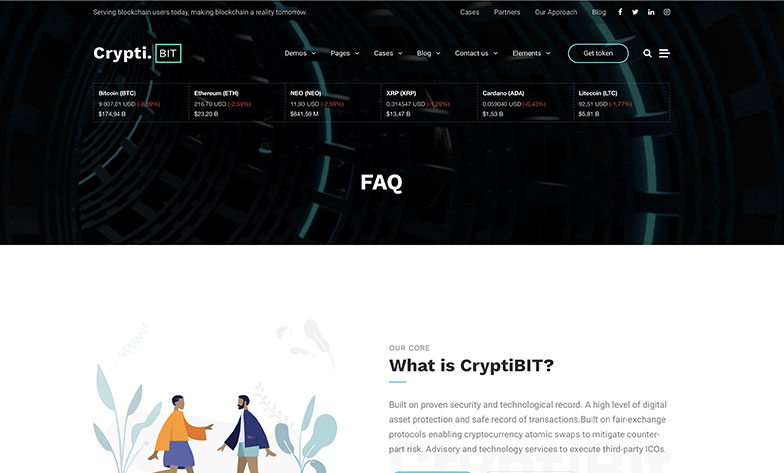 Serving blockchain users today, making blockchain a reality tomorrow.
Cases Partners Our Approach Blog
Crypti. BIT
Demos Pages Cases Blog Contact us Elements Get token
Bitcoin (BTC) Ethereum (ETH) NEO (NEO) XRP (XRP) Cardano (ADA) Litecoin (LTC)
9 807,01 USD (-2,39%) 216,70 USD (-2,58%) 11,93 USD (-2,59%) 0,314547 USD (-1,20%) 0,059040 USD (-0,43%) 92,51 USD (-1,77%)
$174,94 B $23,20 B $841,59 M $13,47 B $1,53 B $5,81 B
FAQ
OUR CORE
What is CryptiBIT?
Built on proven security and technological record. A high level of digital
asset protection and safe record of transactions.Built on fair-exchange
protocols enabling cryptocurrency atomic swaps to mitigate counter-
part risk. Advisory and technology services to execute third-party ICOs.